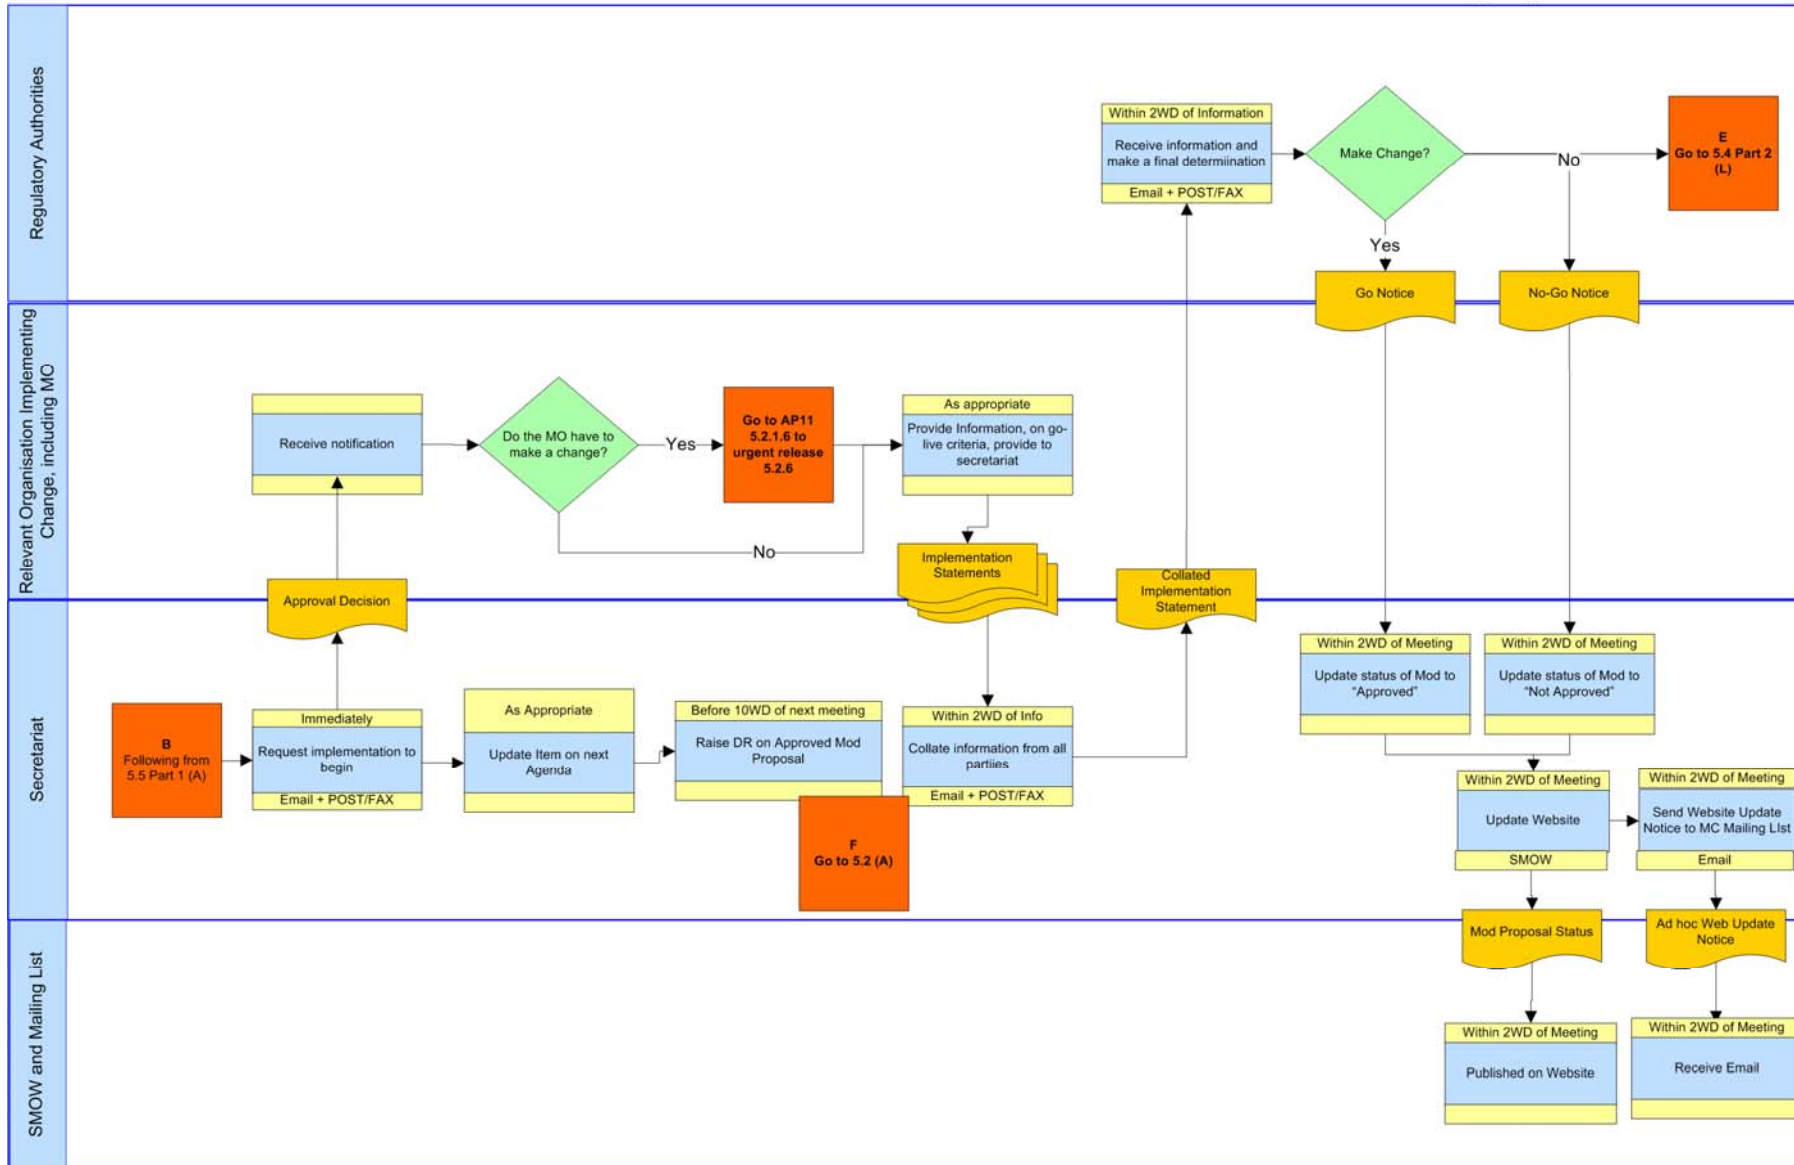 Regulatory Authorities
Within 2WD of Information
Receive information and
make a final determiination
Email + POST/FAX
Make Change?
No
Yes
E
Go to 5.4 Part 2
(L)
Go Notice
No-Go Notice
Relevant Organisation Implementing
Change, including MO
Receive notification
Do the MO have to
make a change?
Yes
No
Go to AP11
5.2.1.6 to
urgent release
5.2.6
As appropriate
Provide Information, on go-
live criteria, provide to
secretariat
Implementation
Statements
Collated
Implementation
Statement
Approval Decision
Secretariat
B
Following from
5.5 Part 1 (A)
Immediately
Request implementation to
begin
Email + POST/FAX
As Appropriate
Update Item on next
Agenda
Before 10WD of next meeting
Raise DR on Approved Mod
Proposal
F
Go to 5.2 (A)
Within 2WD of Info
Collate information from all
partijes
Email + POST/FAX
Within 2WD of Meeting
Update status of Mod to
“Approved”
Within 2WD of Meeting
Update status of Mod to
“Not Approved”
Within 2WD of Meeting
Update Website
SMOW
Within 2WD of Meeting
Send Website Update
Notice to MC Mailing LIst
Email
SMOW and Mailing List
Mod Proposal Status
Ad hoc Web Update
Notice
Within 2WD of Meeting
Published on Website
Within 2WD of Meeting
Receive Email